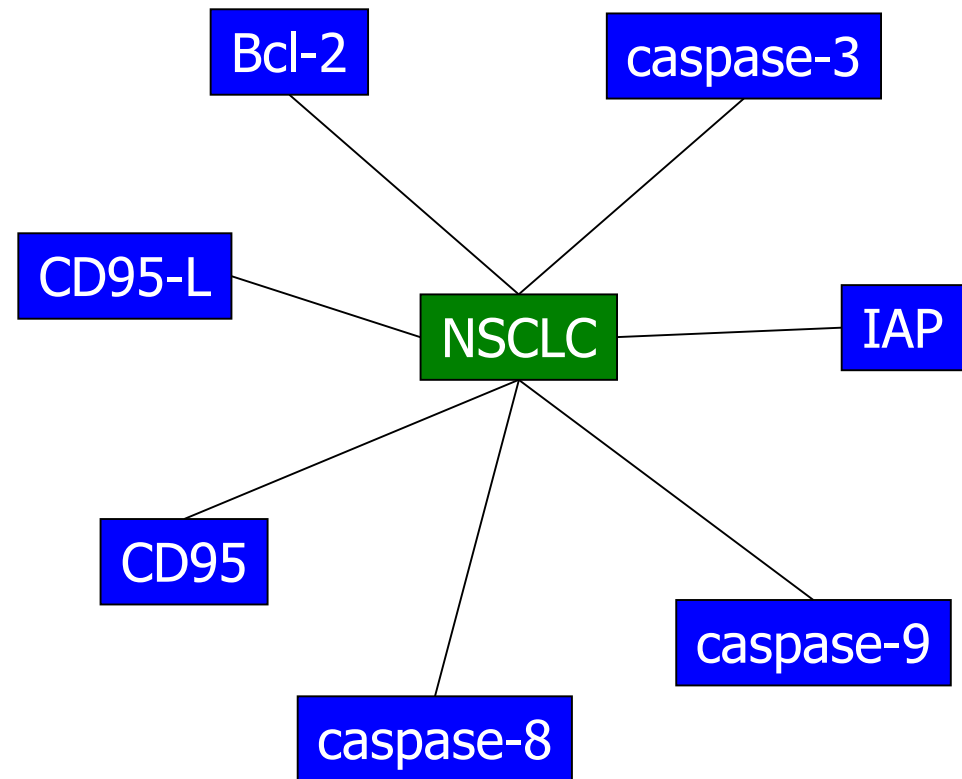 Bcl-2
caspase-3
CD95-L
NSCLC
IAP
CD95
caspase-9
caspase-8